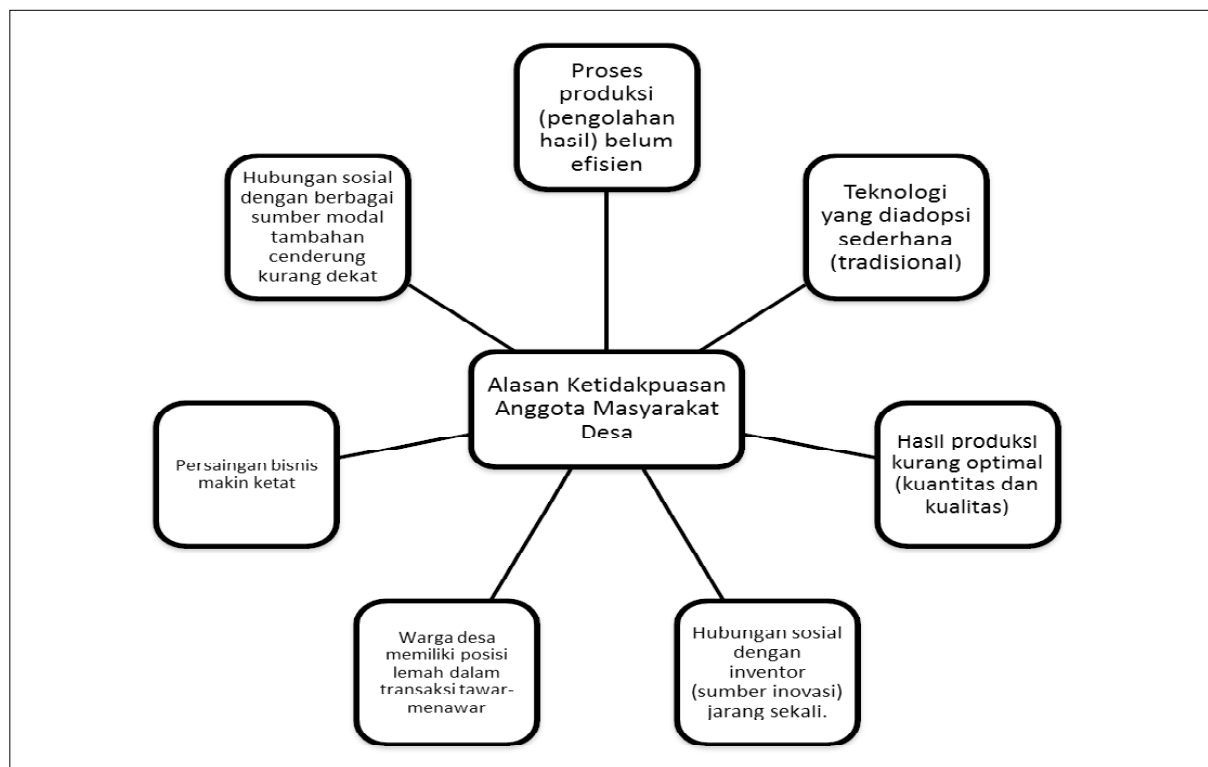 Proses
produksi
(pengolahan
hasil) belum
efisien
Hubungan sosial
dengan berbagai
sumber modal
tambahan
cenderung
kurang dekat
Teknologi
yang diadopsi
sederhana
(tradisional)
Alasan Ketidakpuasan
Anggota Masyarakat
Desa
Persaingan bisnis
makin ketat
Hasil produksi
kurang optimal
(kuantitas dan
kualitas)
Warga desa
memiliki posisi
lemah dalam
transaksi tawar-
menawar
Hubungan sosial
dengan
inventor
(sumber inovasi)
jarang sekali.